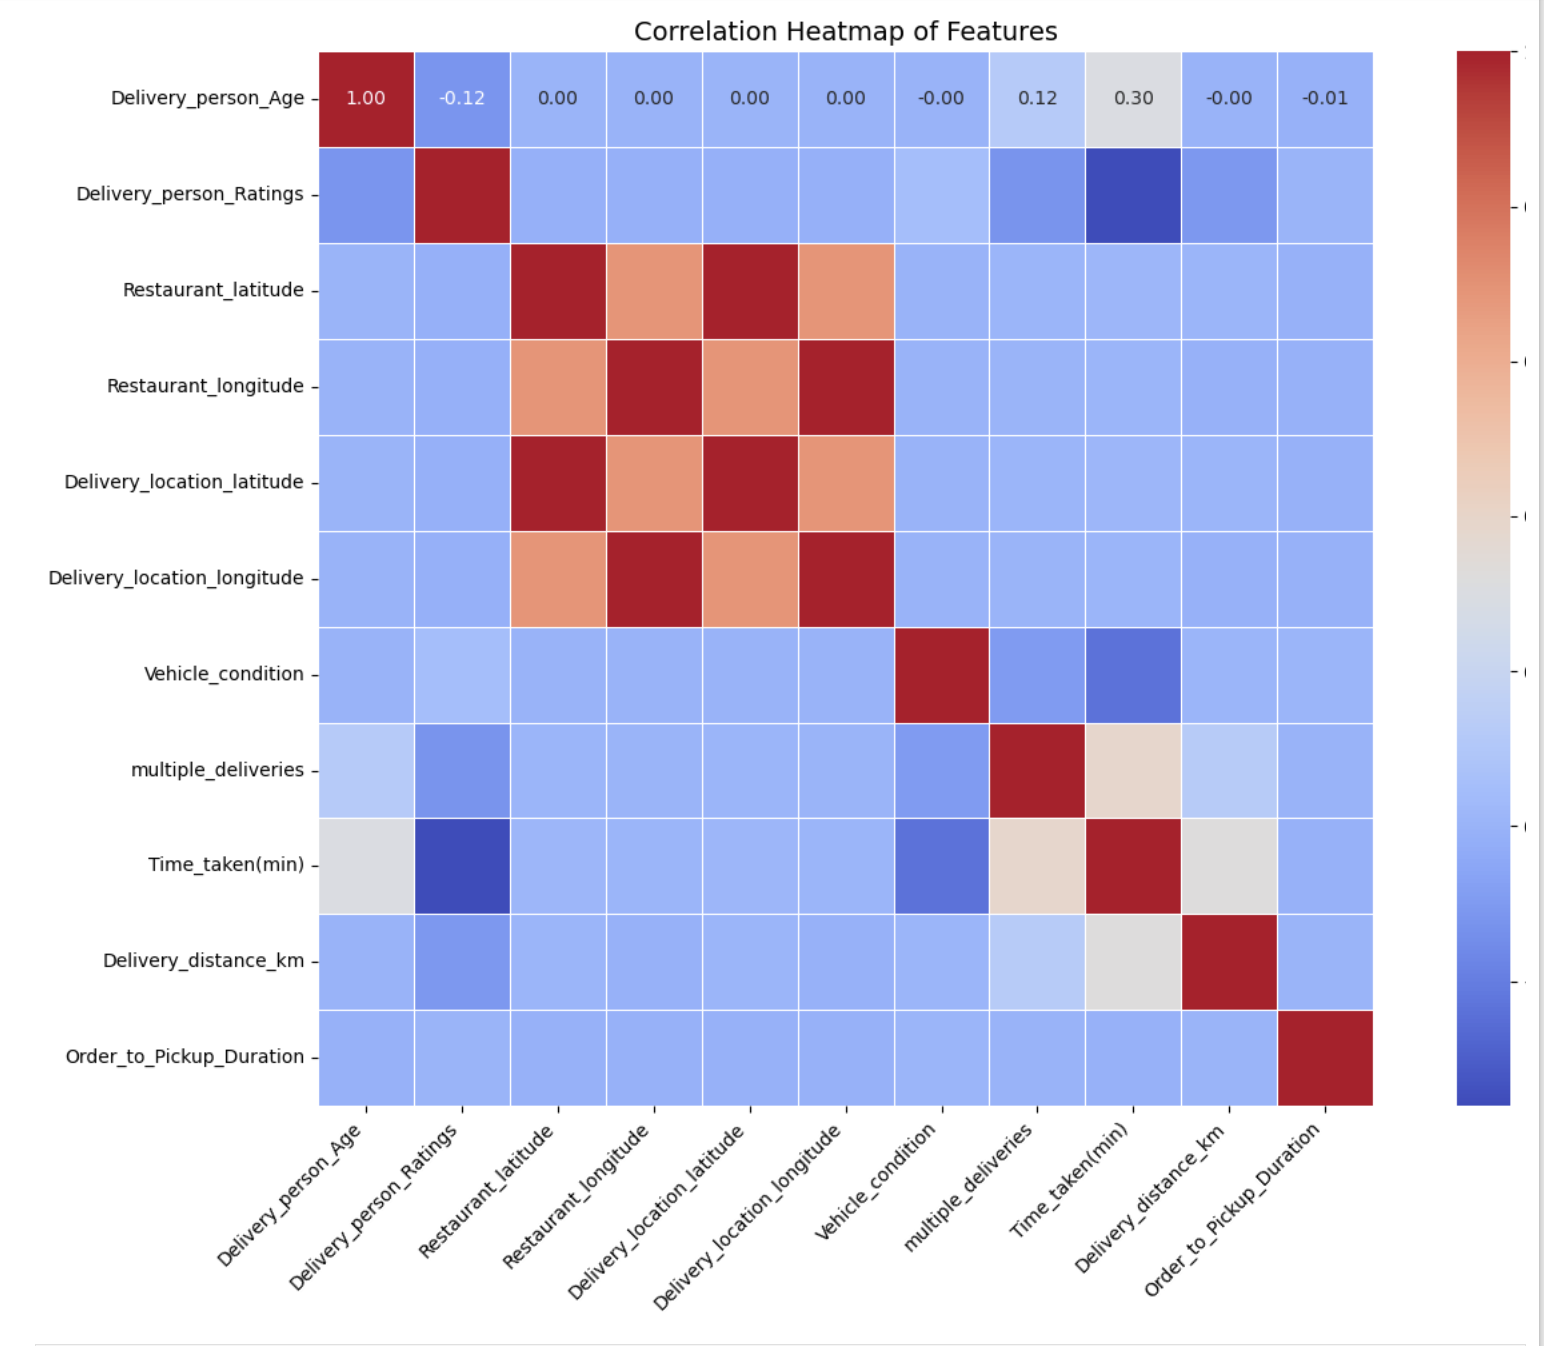 Correlation Heatmap of Features
Delivery_person_Age
1.00 -0.12 0.00 0.00 0.00 0.00 -0.00 0.12 0.30 -0.00 -0.01
Delivery_person_Ratings
Restaurant_latitude
Restaurant_longitude
Delivery_location_latitude
Delivery_location_longitude
Vehicle_condition
multiple_deliveries
Time_taken(min)
Delivery_distance_km
Order_to_Pickup_Duration
Delivery_person_Age
Delivery_person_Ratings
Restaurant_latitude
Restaurant_longitude
Delivery_location_latitude
Delivery_location_longitude
Vehicle_condition
multiple_deliveries
Time_taken(min)
Delivery_distance_km
Order_to_Pickup_Duration